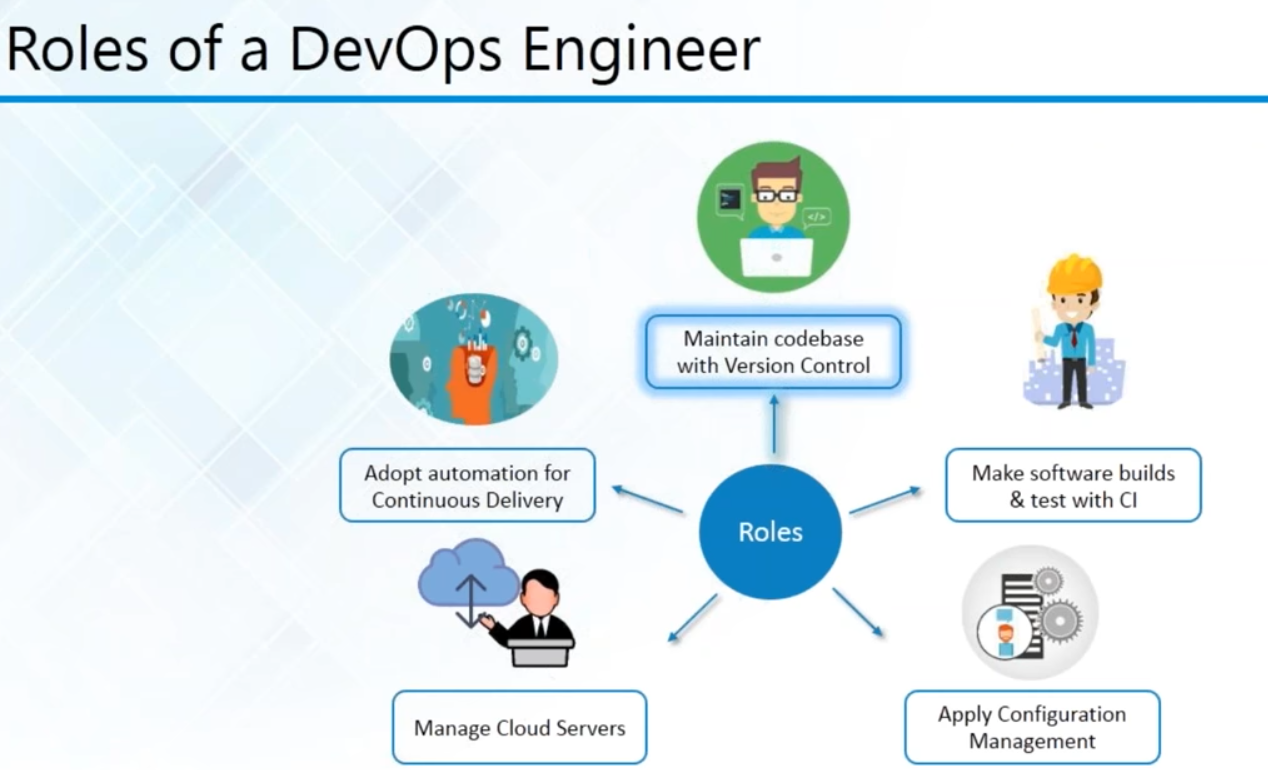 Roles of a DevOps Engineer
</>
Maintain codebase
with Version Control
Adopt automation for
Continuous Delivery
Make software builds
& test with CI
Roles
Manage Cloud Servers
Apply Configuration
Management